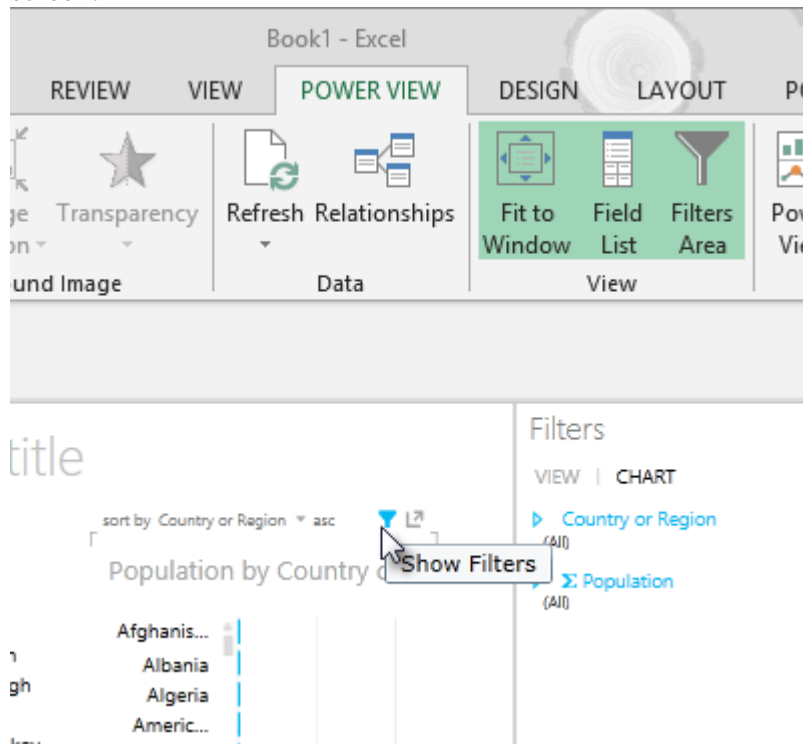 Book1 - Excel
REVIEW VIEW POWER VIEW DESIGN LAYOUT
Transparency Refresh Relationships Fit to Window Field List Filters Area
und Image Data View
title
Filters
VIEW | CHART
sort by Country or Region asc
Country or Region
(All)
Show Filters
Population by Country
Σ Population
(All)
Afghanis...
Albania
gh
Algeria
Americ...